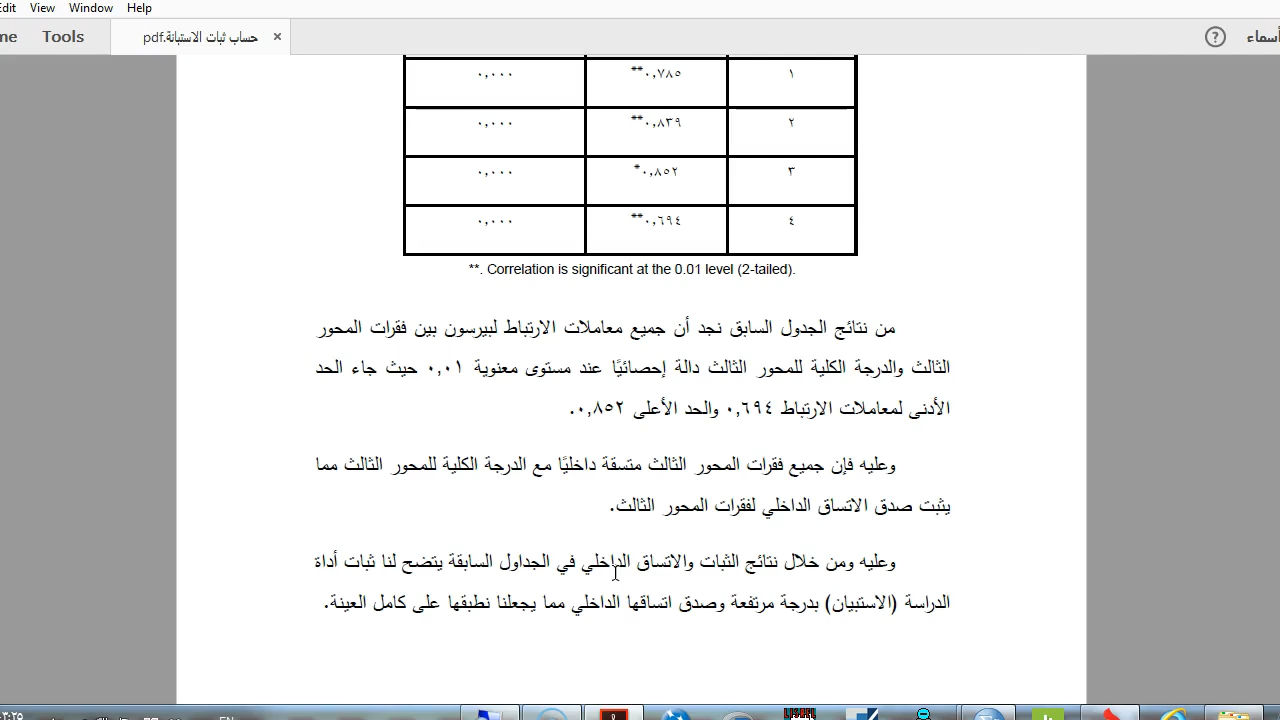 Edit View Window Help
Tools حساب ثبات الاستبانة.pdf × ? أسماء
١ **٠,٧٨٥ ٠,٠٠٠
٢ **٠,٨٣٩ ٠,٠٠٠
٣ *٠,٨٥٢ ٠,٠٠٠
٤ **٠,٦٩٤ ٠,٠٠٠
**. Correlation is significant at the 0.01 level (2-tailed).
من نتائج الجدول السابق نجد أن جميع معاملات الارتباط لبيرسون بين فقرات المحور
الثالث والدرجة الكلية للمحور الثالث دالة إحصائيًا عند مستوى معنوية ٠,٠١ حيث جاء الحد
الأدنى لمعاملات الارتباط ٠,٦٩٤ والحد الأعلى ٠,٨٥٢.
وعليه فإن جميع فقرات المحور الثالث متسقة داخليًا مع الدرجة الكلية للمحور الثالث مما
يثبت صدق الاتساق الداخلي لفقرات المحور الثالث.
وعليه ومن خلال نتائج الثبات والاتساق الداخلي في الجداول السابقة يتضح لنا ثبات أداة
الدراسة (الاستبيان) بدرجة مرتفعة وصدق اتساقها الداخلي مما يجعلنا نطبقها على كامل العينة.
EN